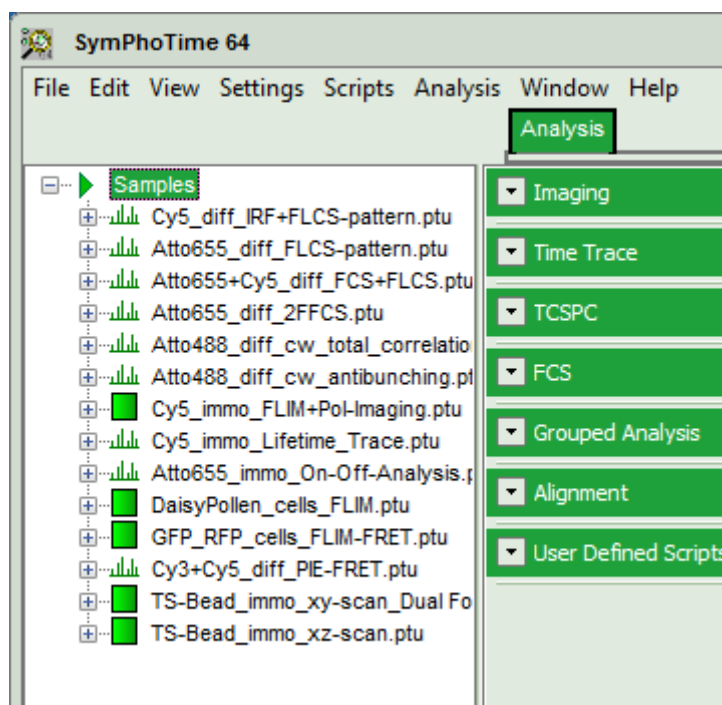 SymPhoTime 64
File Edit View Settings Scripts Analysis Window Help
Analysis
Samples
Cy5_diff_IRF+FLCS-pattern.ptu
Atto655_diff_FLCS-pattern.ptu
Atto655+Cy5_diff_FCS+FLCS.ptu
Atto655_diff_2FFCS.ptu
Atto488_diff_cw_total_correlatio
Atto488_diff_cw_antibunching.pt
Cy5_immo_FLIM+Pol-Imaging.ptu
Cy5_immo_Lifetime_Trace.ptu
Atto655_immo_On-Off-Analysis.p
DaisyPollen_cells_FLIM.ptu
GFP_RFP_cells_FLIM-FRET.ptu
Cy3+Cy5_diff_PIE-FRET.ptu
TS-Bead_immo_xy-scan_Dual Fo
TS-Bead_immo_xz-scan.ptu
Imaging
Time Trace
TCSPC
FCS
Grouped Analysis
Alignment
User Defined Scripts